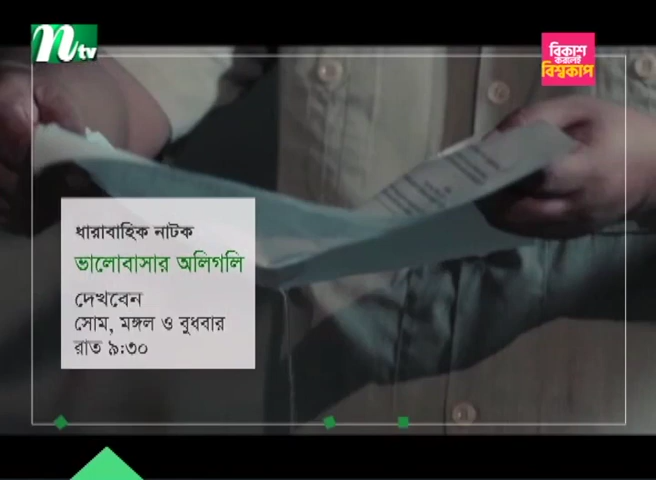 ntv
বিকাশ
করলেই
বিশ্বকাপ
ধারাবাহিক নাটক
ভালোবাসার অলিগলি
দেখবেন
সোম, মঙ্গল ও বুধবার
রাত ৯:৩০